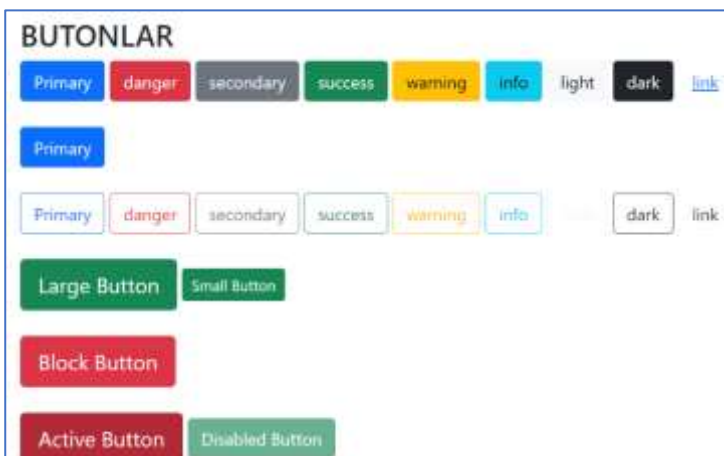 BUTONLAR
Primary danger secondary success warning info light dark link
Primary
Primary danger secondary success warning info dark link
Large Button Small Button
Block Button
Active Button Disabled Button